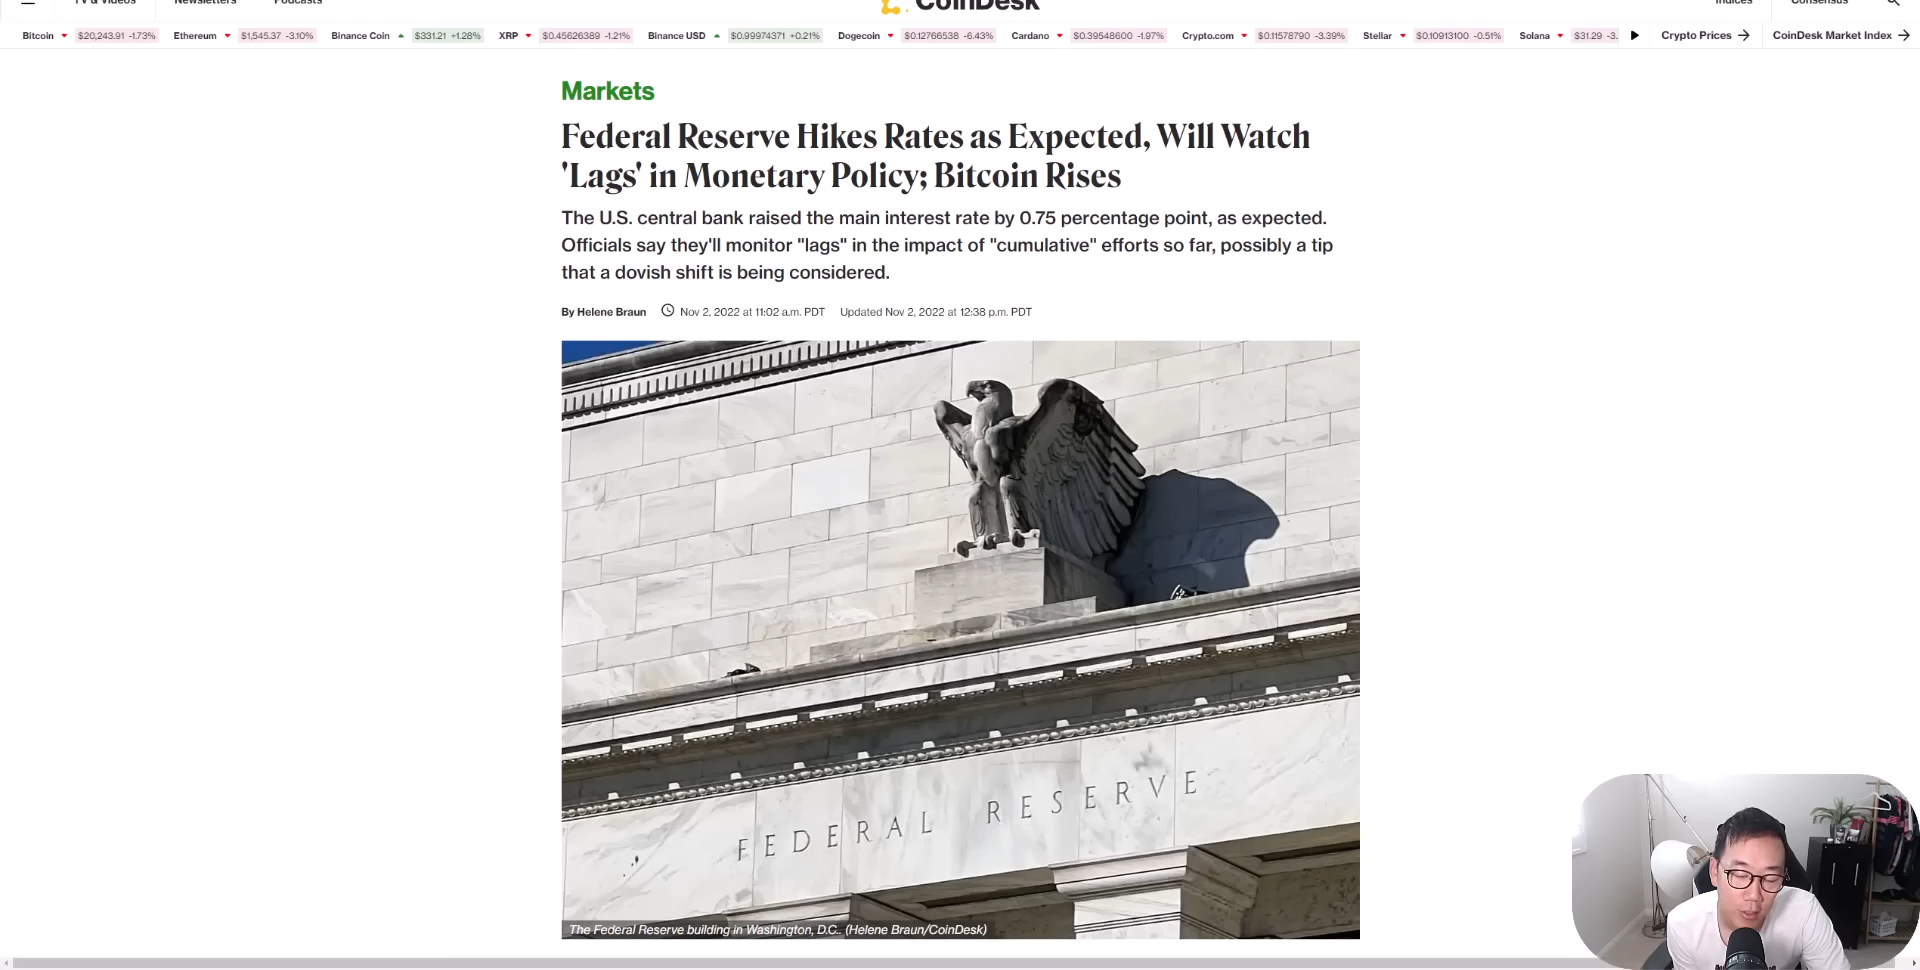 CoinDesk
Bitcoin $20,243.91 -1.73% Ethereum $1,545.37 -3.10% Binance Coin $331.21 +1.28% XRP $0.45626389 -1.21% Binance USD $0.99974371 +0.21% Dogecoin $0.12766538 -6.43% Cardano $0.39548600 -1.97% Crypto.com $0.11578790 -3.39% Stellar $0.10913100 -0.51% Solana $31.29 -3. Crypto Prices CoinDesk Market Index
Markets
Federal Reserve Hikes Rates as Expected, Will Watch
'Lags' in Monetary Policy; Bitcoin Rises
The U.S. central bank raised the main interest rate by 0.75 percentage point, as expected.
Officials say they'll monitor "lags" in the impact of "cumulative" efforts so far, possibly a tip
that a dovish shift is being considered.
By Helene Braun Nov 2, 2022 at 11:02 a.m. PDT Updated Nov 2, 2022 at 12:38 p.m. PDT
FEDERAL RESERVE
The Federal Reserve building in Washington, D.C.. (Helene Braun/CoinDesk)